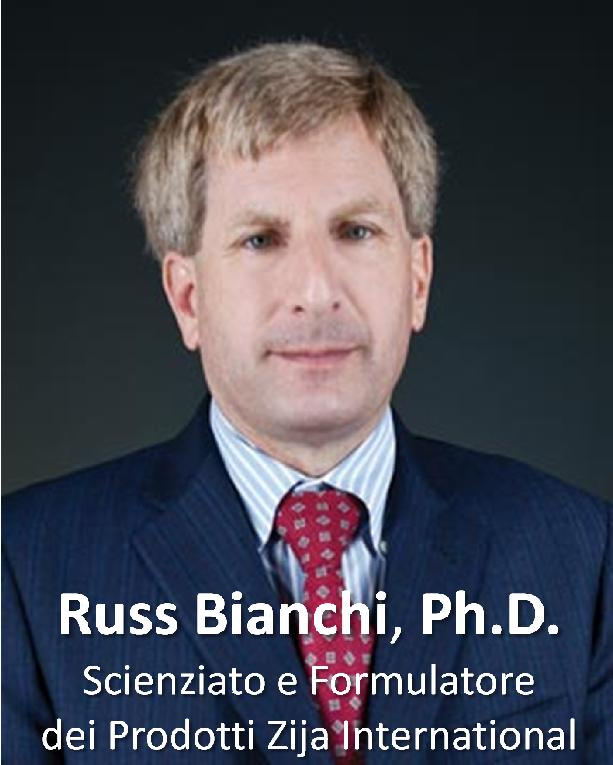 Russ Bianchi, Ph.D.
Scienziato e Formulatore
dei Prodotti Zija International